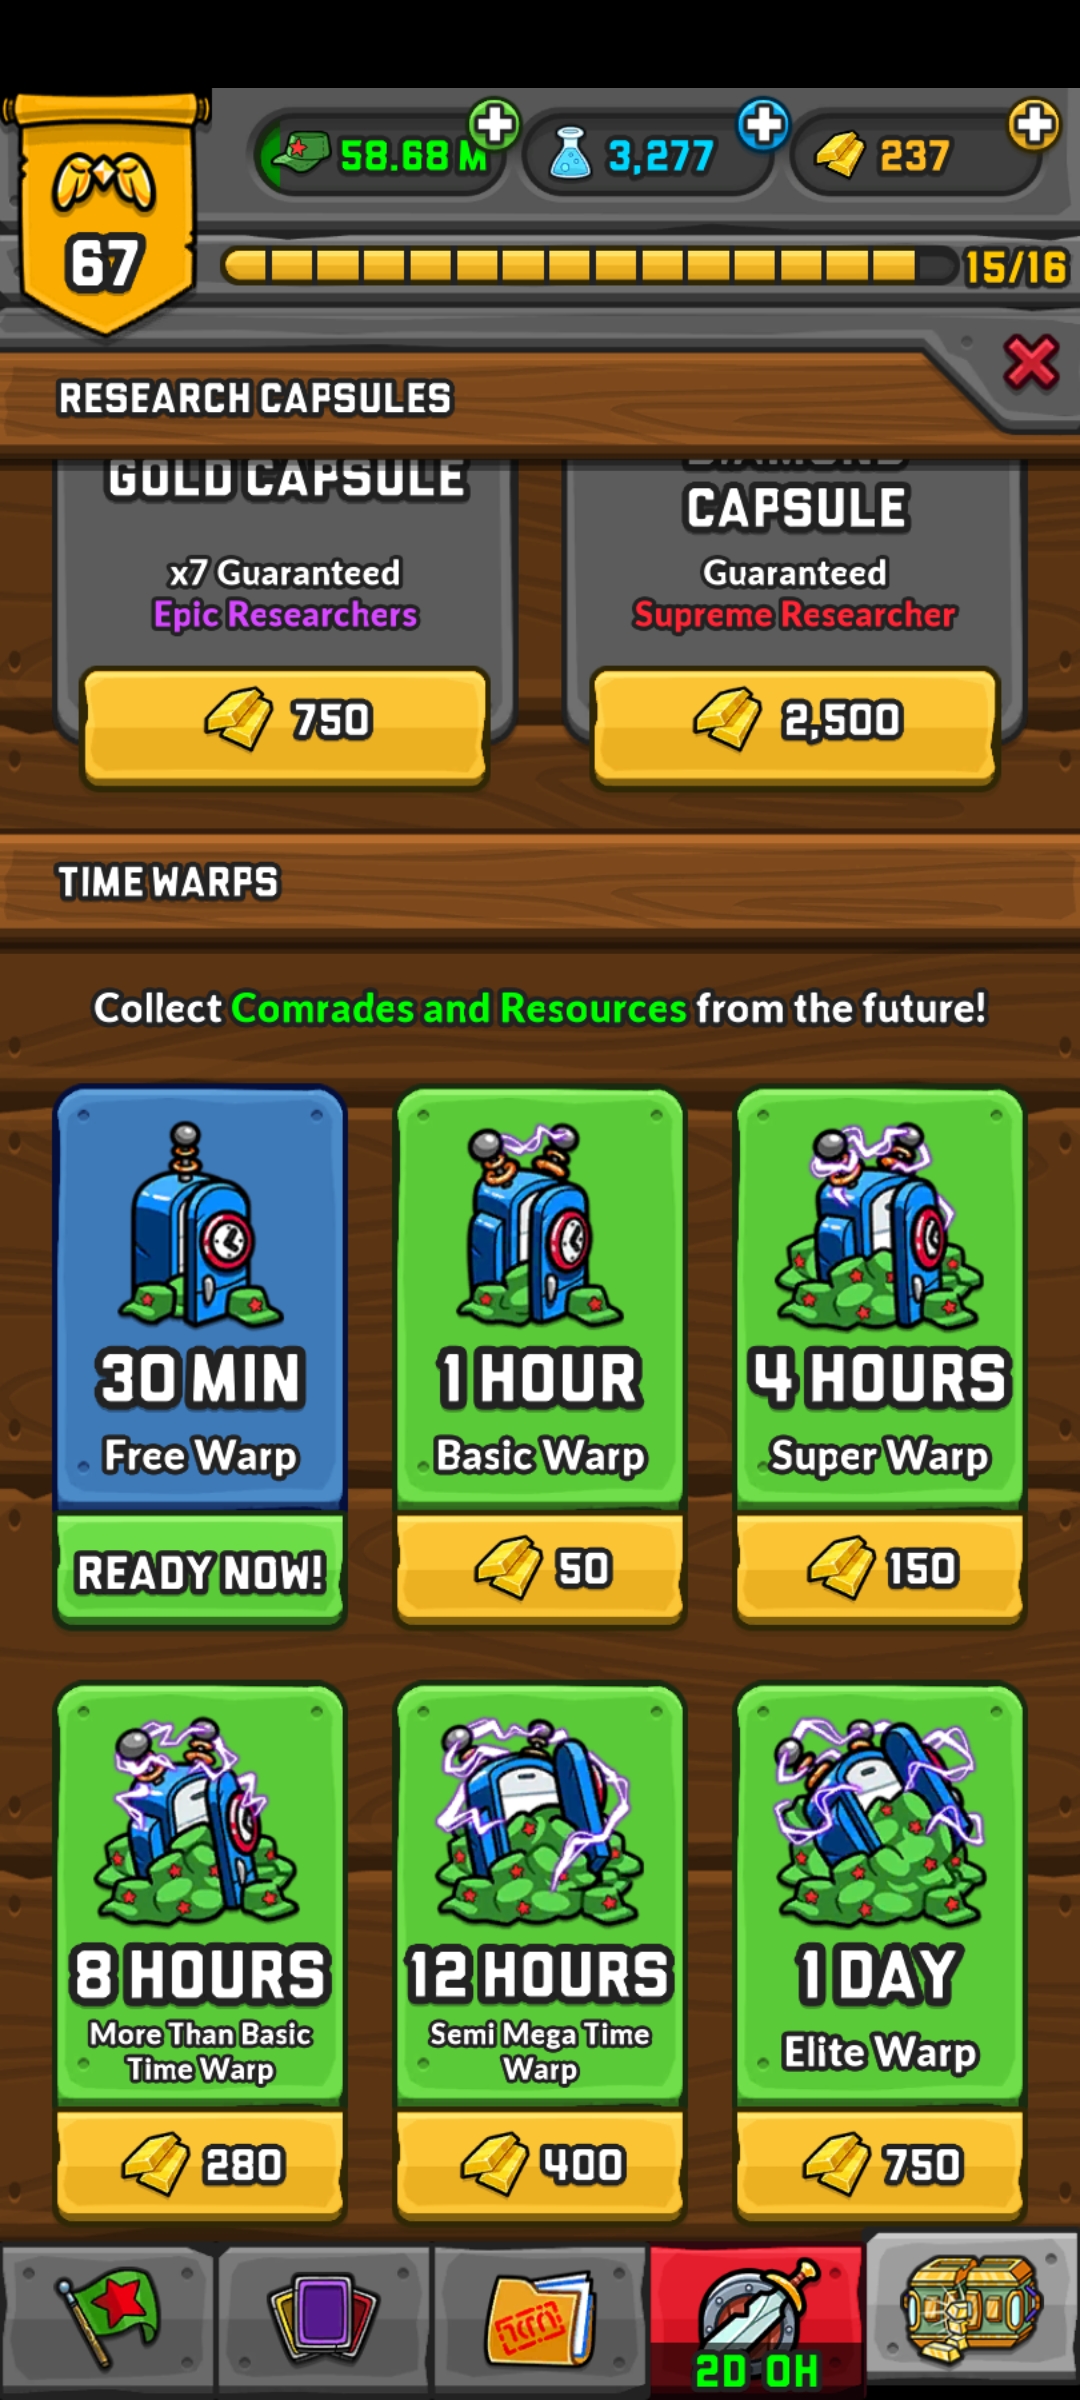 58.68 M
3,277
237
67
15/16
RESEARCH CAPSULES
GOLD CAPSULE
DIAMOND
CAPSULE
x7 Guaranteed
Epic Researchers
Guaranteed
Supreme Researcher
750
2,500
TIME WARPS
Collect Comrades and Resources from the future!
30 MIN
Free Warp
READY NOW!
1 HOUR
Basic Warp
50
4 HOURS
Super Warp
150
8 HOURS
More Than Basic
Time Warp
280
12 HOURS
Semi Mega Time
Warp
400
1 DAY
Elite Warp
750
2D 0H